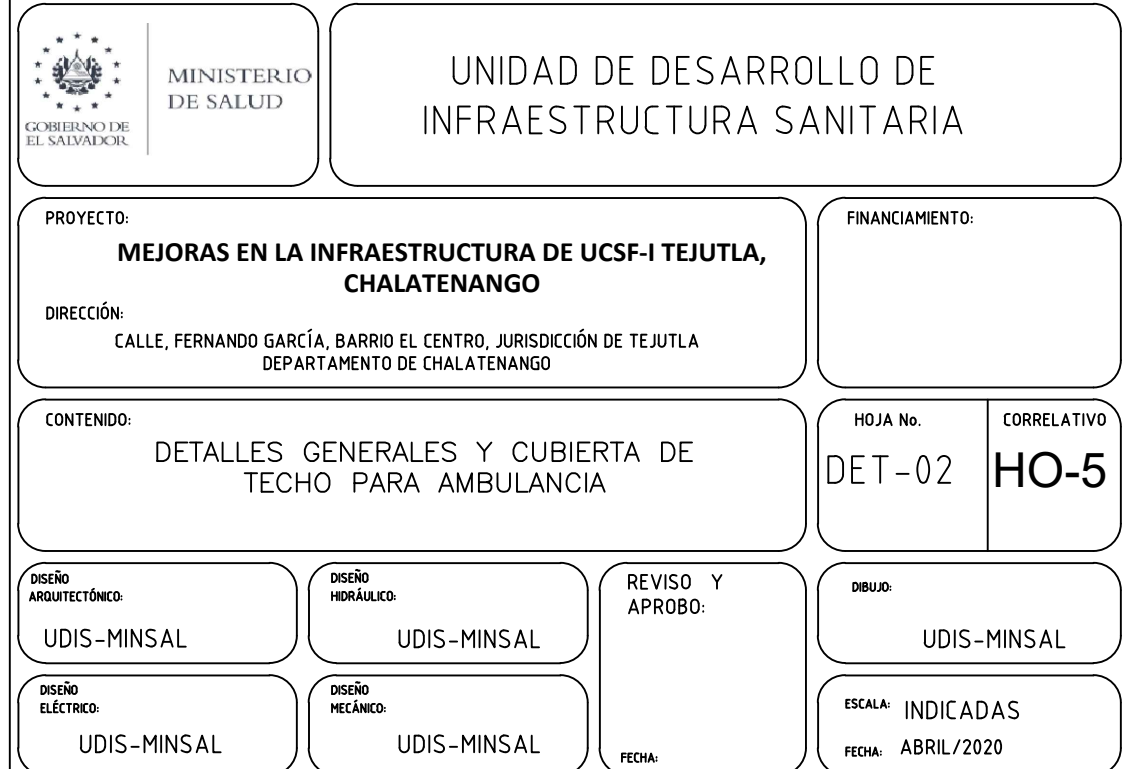 GOBIERNO DE
EL SALVADOR
MINISTERIO
DE SALUD
UNIDAD DE DESARROLLO DE
INFRAESTRUCTURA SANITARIA
PROYECTO:
MEJORAS EN LA INFRAESTRUCTURA DE UCSF-I TEJUTLA,
CHALATENANGO
DIRECCIÓN:
CALLE, FERNANDO GARCÍA, BARRIO EL CENTRO, JURISDICCIÓN DE TEJUTLA
DEPARTAMENTO DE CHALATENANGO
FINANCIAMIENTO:
CONTENIDO:
DETALLES GENERALES Y CUBIERTA DE
TECHO PARA AMBULANCIA
HOJA No.
DET-02
CORRELATIVO
HO-5
DISEÑO
ARQUITECTÓNICO:
UDIS-MINSAL
DISEÑO
HIDRÁULICO:
UDIS-MINSAL
REVISO Y
APROBO:
FECHA:
DIBUJO:
UDIS-MINSAL
DISEÑO
ELÉCTRICO:
UDIS-MINSAL
DISEÑO
MECÁNICO:
UDIS-MINSAL
ESCALA: INDICADAS
FECHA: ABRIL/2020